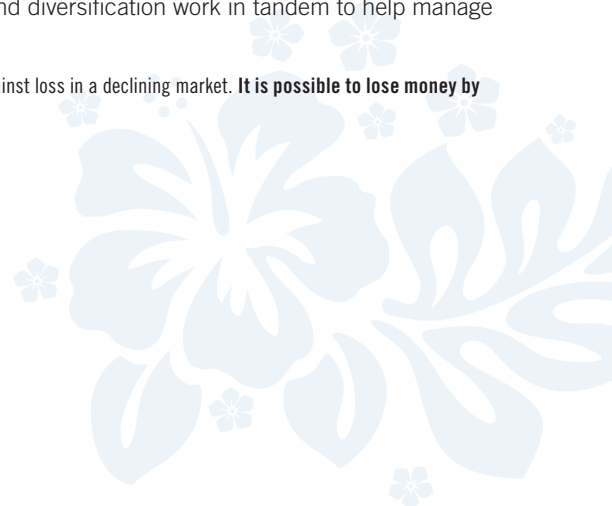 nd diversification work in tandem to help manage
inst loss in a declining market. It is possible to lose money by